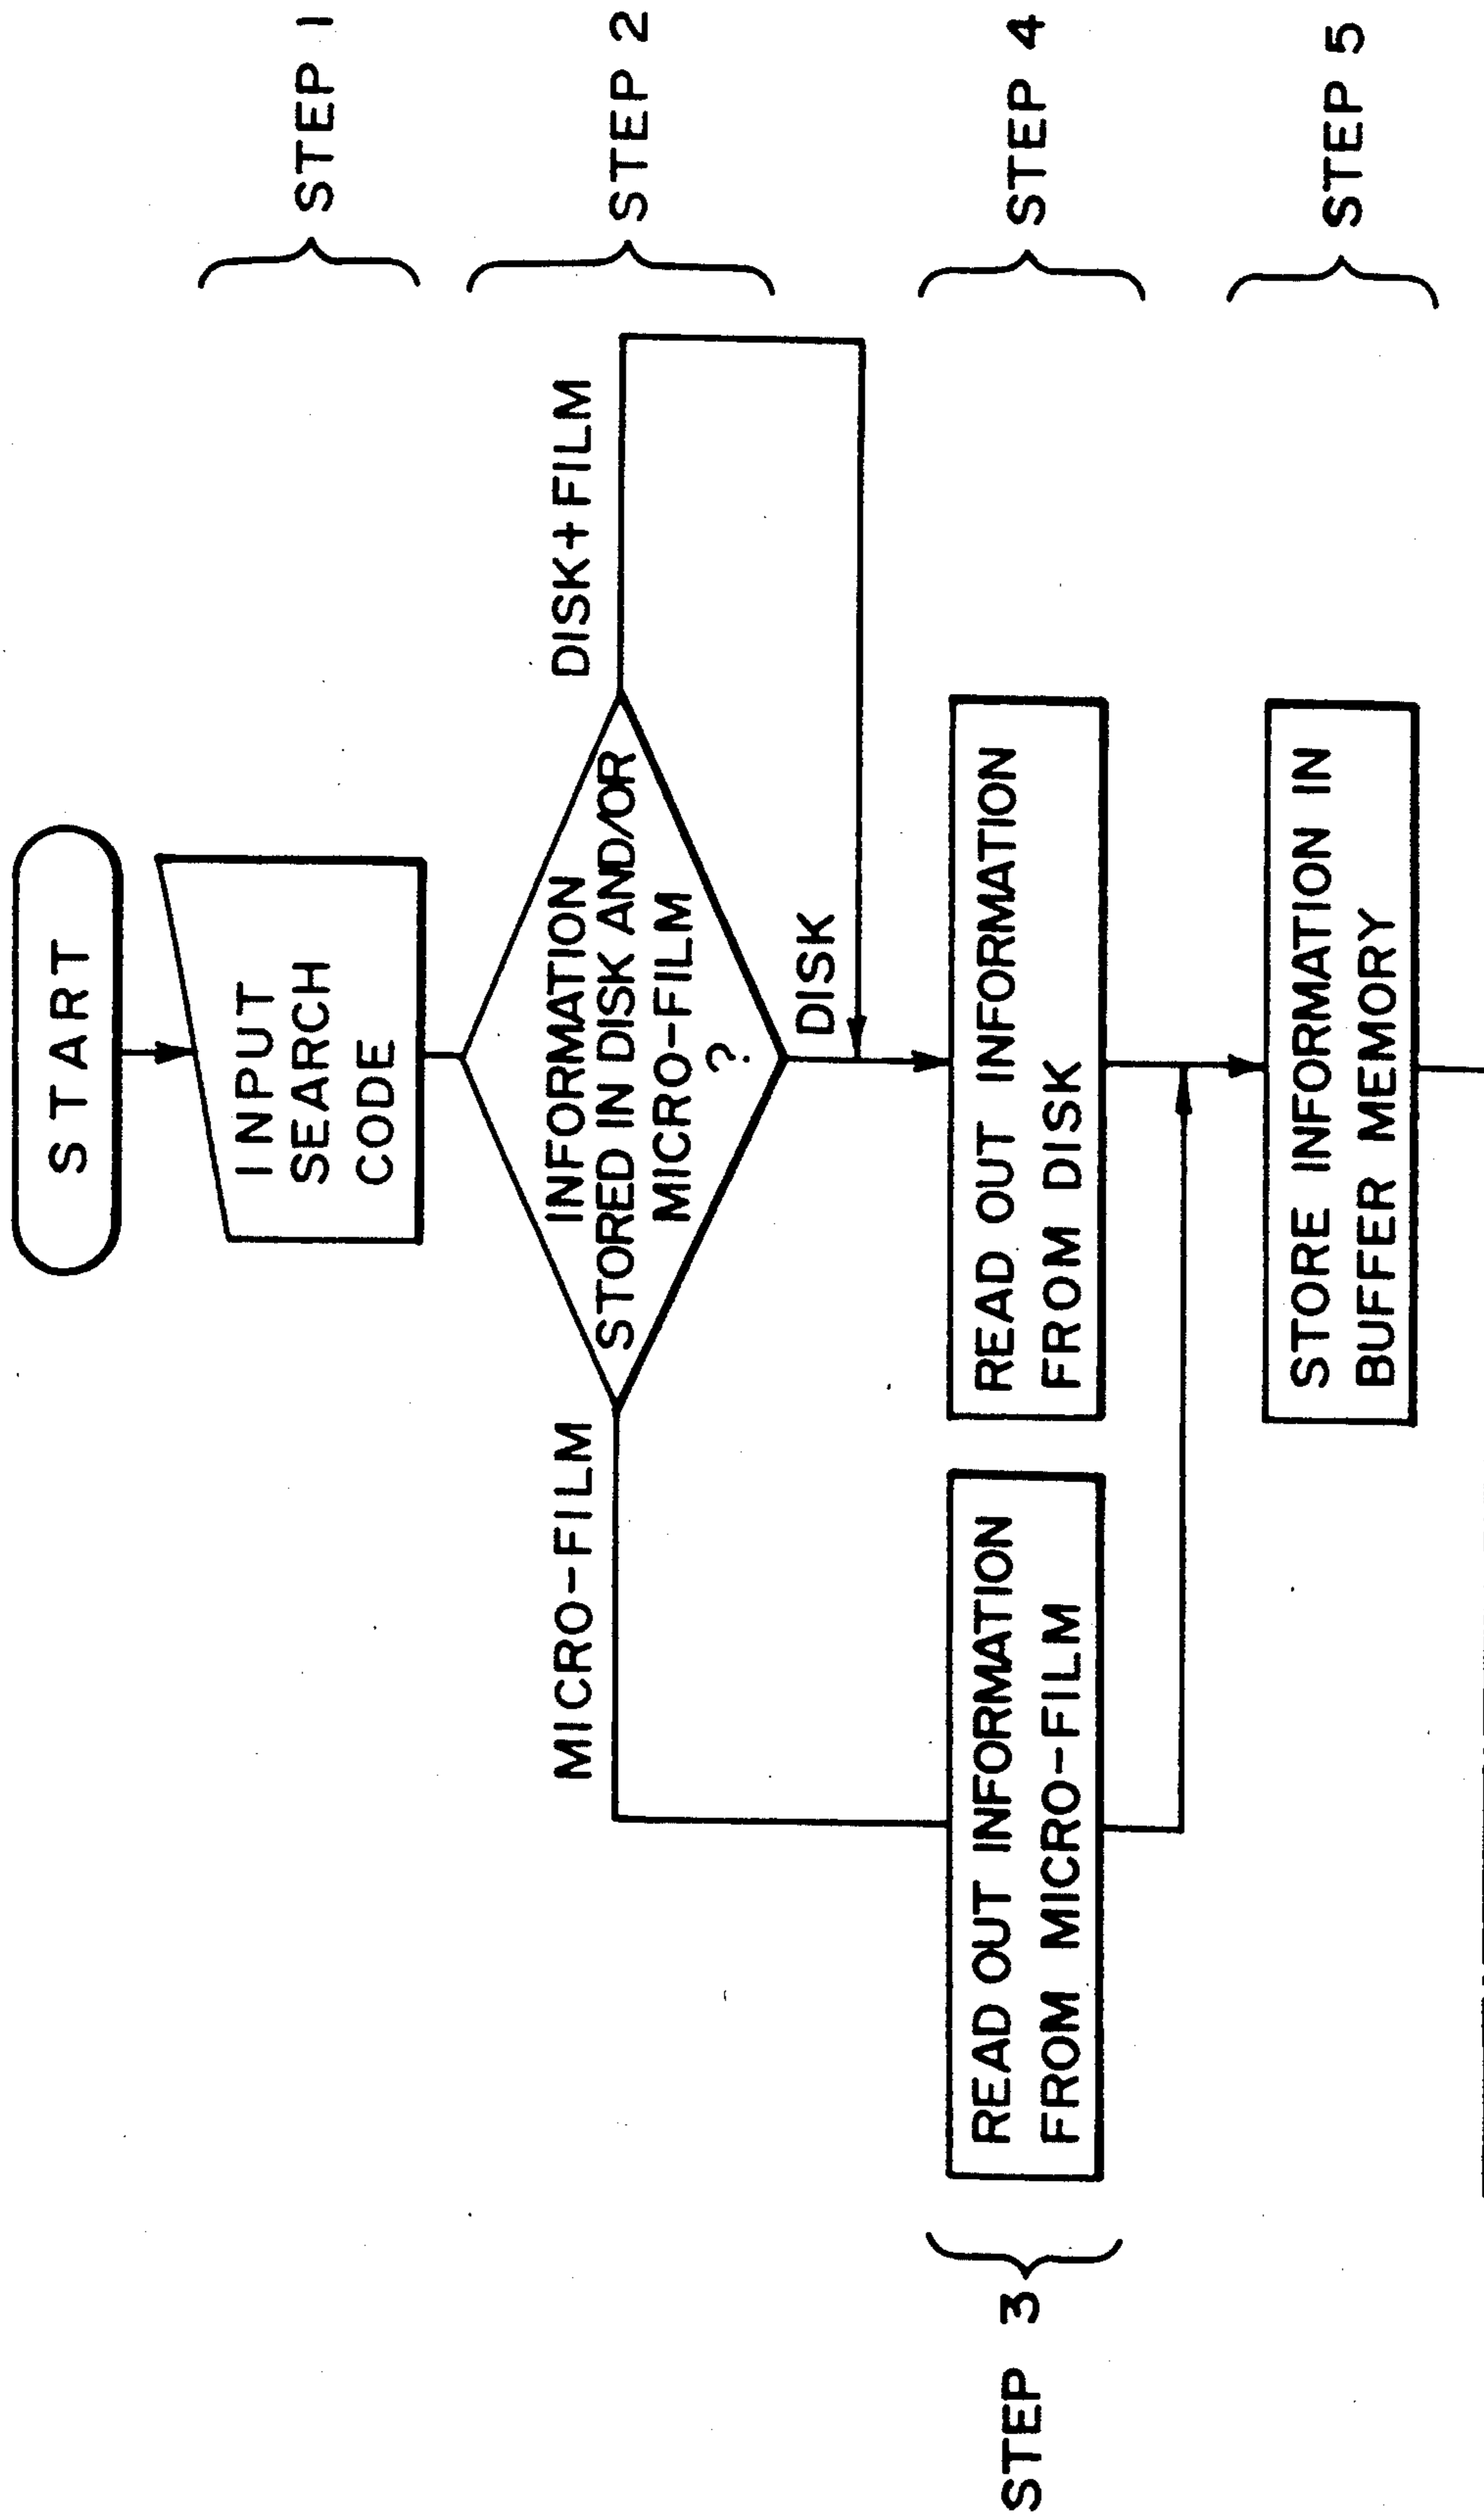 START
INPUT
SEARCH
CODE
STEP 1
INFORMATION
STORED IN DISK AND/OR
MICRO-FILM
?
MICRO-FILM
DISK+FILM
DISK
STEP 2
STEP 3
READ OUT INFORMATION
FROM MICRO-FILM
READ OUT INFORMATION
FROM DISK
STEP 4
STORE INFORMATION IN
BUFFER MEMORY
STEP 5